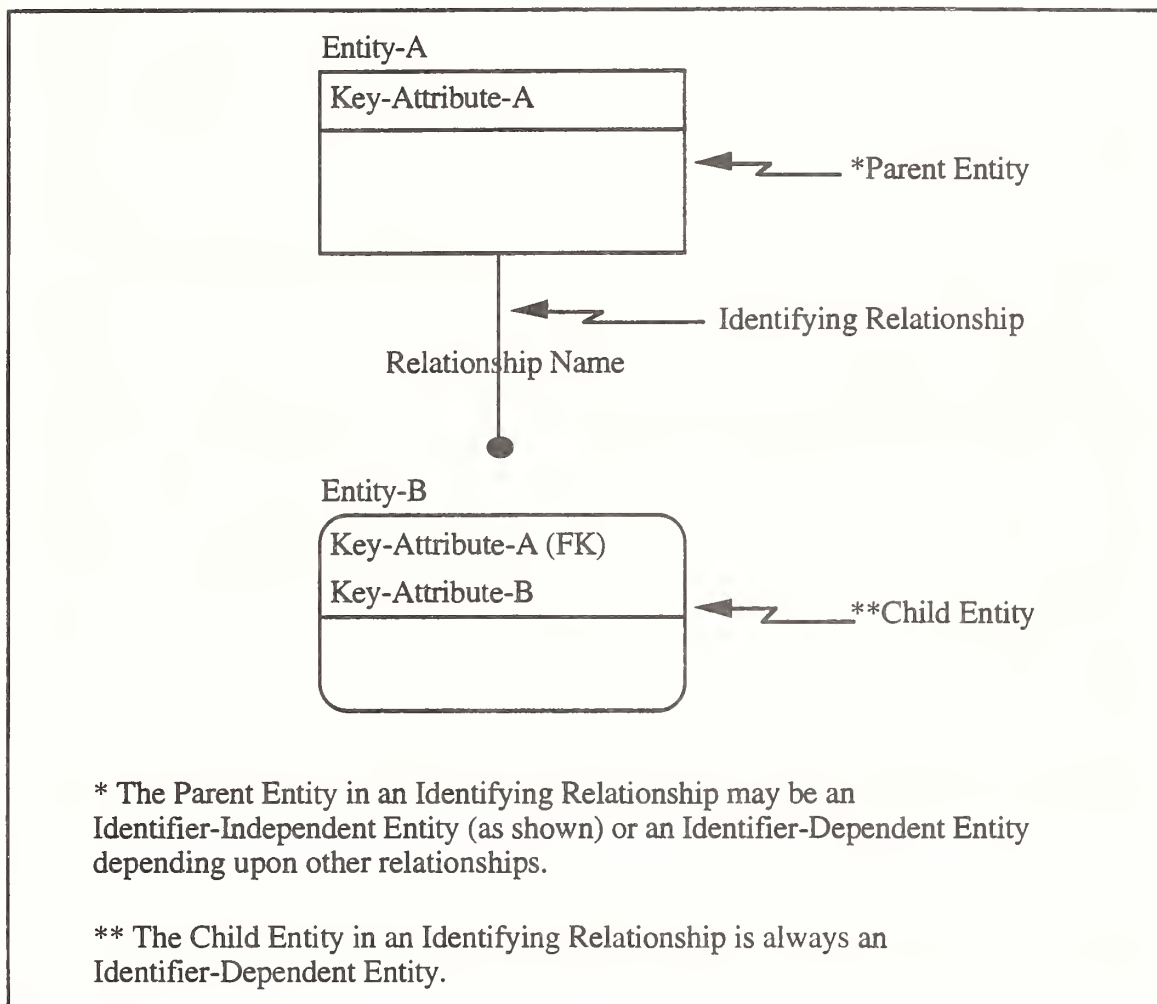 Entity-A
Key-Attribute-A
*Parent Entity
Identifying Relationship
Relationship Name
Entity-B
Key-Attribute-A (FK)
Key-Attribute-B
**Child Entity
* The Parent Entity in an Identifying Relationship may be an
Identifier-Independent Entity (as shown) or an Identifier-Dependent Entity
depending upon other relationships.
** The Child Entity in an Identifying Relationship is always an
Identifier-Dependent Entity.